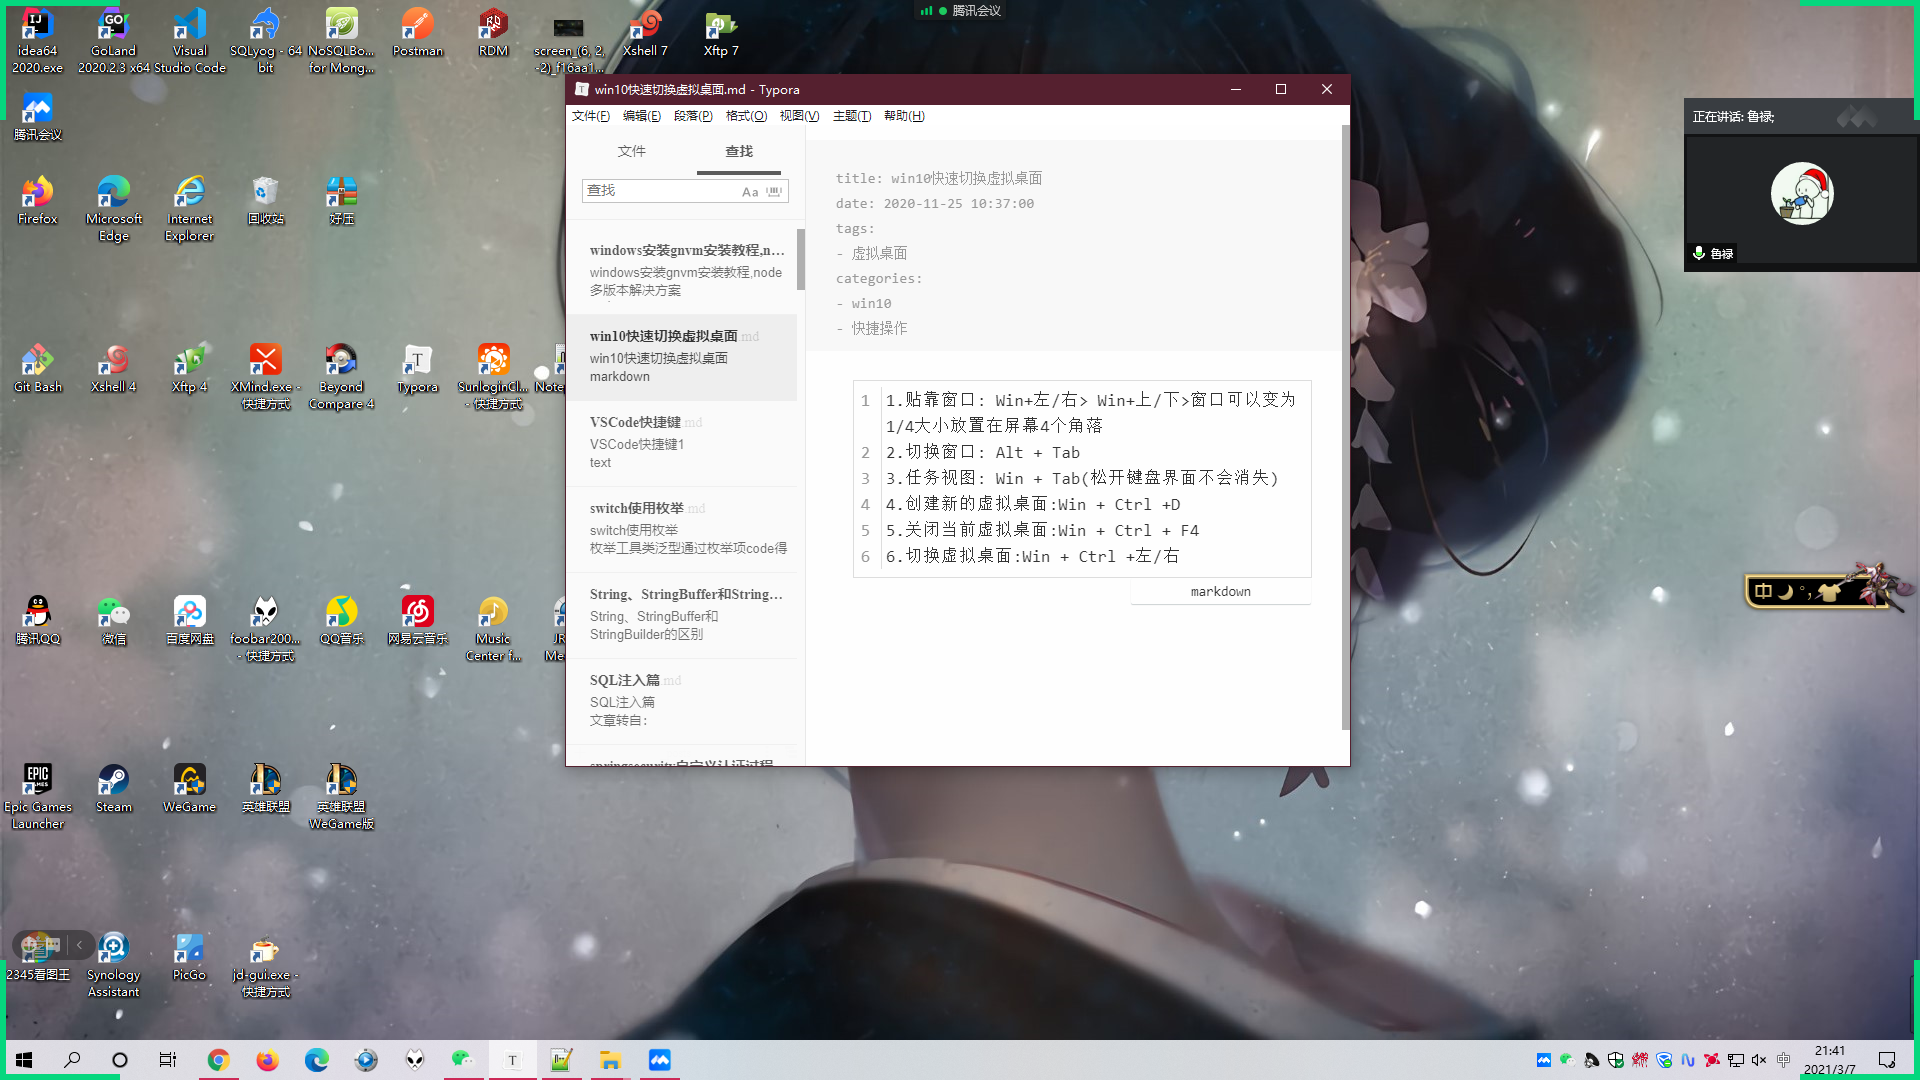 腾讯会议
idea64
2020.exe
GoLand
2020.2.3 x64
Visual
Studio Code
SQLyog - 64
bit
NoSQLBo...
for Mong...
Postman
RDM
screen_(6, 2,
-2)_f16aa1...
Xshell 7
Xftp 7
腾讯会议
Firefox
Microsoft
Edge
Internet
Explorer
回收站
好压
Git Bash
Xshell 4
Xftp 4
XMind.exe -
快捷方式
Beyond
Compare 4
Typora
SunloginCl...
- 快捷方式
腾讯QQ
微信
百度网盘
foobar200...
- 快捷方式
QQ音乐
网易云音乐
Music
Center f...
Epic Games
Launcher
Steam
WeGame
英雄联盟
英雄联盟
WeGame版
2345看图王
Synology
Assistant
PicGo
jd-gui.exe -
快捷方式
win10快速切换虚拟桌面.md - Typora
文件(F) 编辑(E) 段落(P) 格式(O) 视图(V) 主题(T) 帮助(H)
文件 查找
查找 Aa
windows安装gnvm安装教程,n...
windows安装gnvm安装教程,node
多版本解决方案
win10快速切换虚拟桌面.md
win10快速切换虚拟桌面
markdown
VSCode快捷键.md
VSCode快捷键1
text
switch使用枚举.md
switch使用枚举
枚举工具类泛型通过枚举项code得
String、StringBuffer和String...
String、StringBuffer和
StringBuilder的区别
SQL注入篇.md
SQL注入篇
文章转自：
springsecurity自定义认证过程
title: win10快速切换虚拟桌面
date: 2020-11-25 10:37:00
tags:
- 虚拟桌面
categories:
- win10
- 快捷操作
1 1.贴靠窗口: Win+左/右> Win+上/下>窗口可以变为
1/4大小放置在屏幕4个角落
2 2.切换窗口: Alt + Tab
3 3.任务视图: Win + Tab(松开键盘界面不会消失)
4 4.创建新的虚拟桌面:Win + Ctrl +D
5 5.关闭当前虚拟桌面:Win + Ctrl + F4
6 6.切换虚拟桌面:Win + Ctrl +左/右
markdown
正在讲话: 鲁禄;
鲁禄
中
中
21:41
2021/3/7